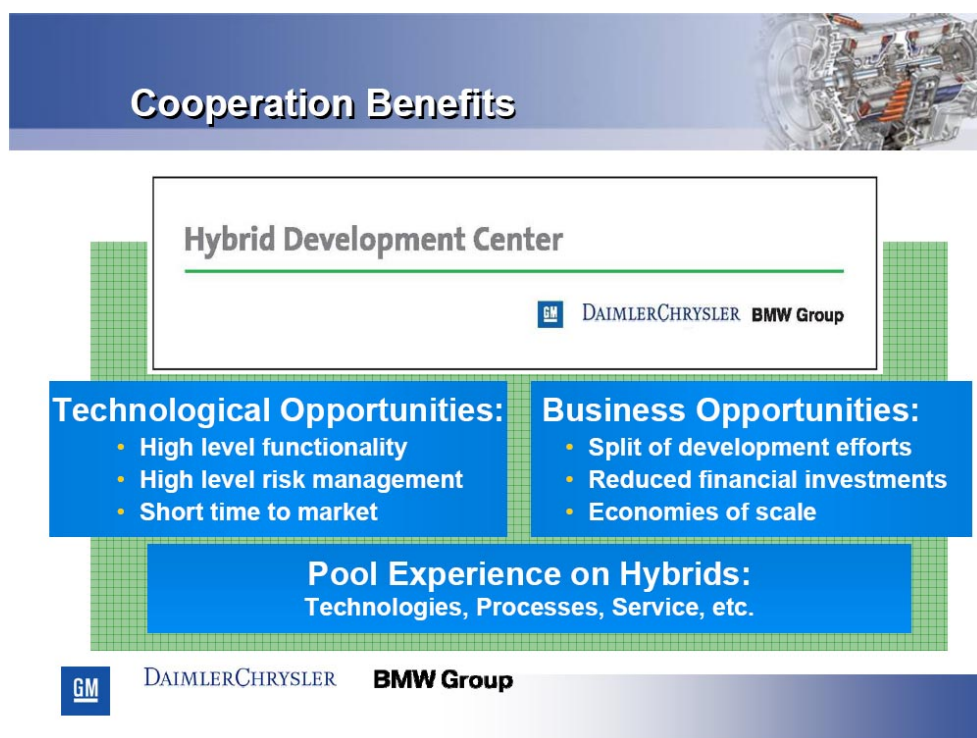 Cooperation Benefits
Hybrid Development Center
GM DAIMLERCHRYSLER BMW Group
Technological Opportunities:
• High level functionality
• High level risk management
• Short time to market
Business Opportunities:
• Split of development efforts
• Reduced financial investments
• Economies of scale
Pool Experience on Hybrids:
Technologies, Processes, Service, etc.
GM DAIMLERCHRYSLER BMW Group